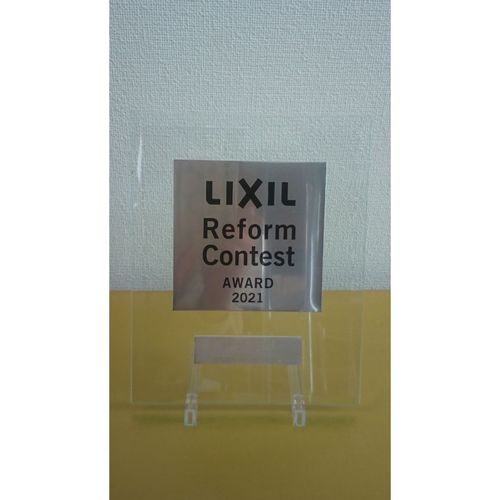 LIXIL
Reform
Contest
AWARD
2021